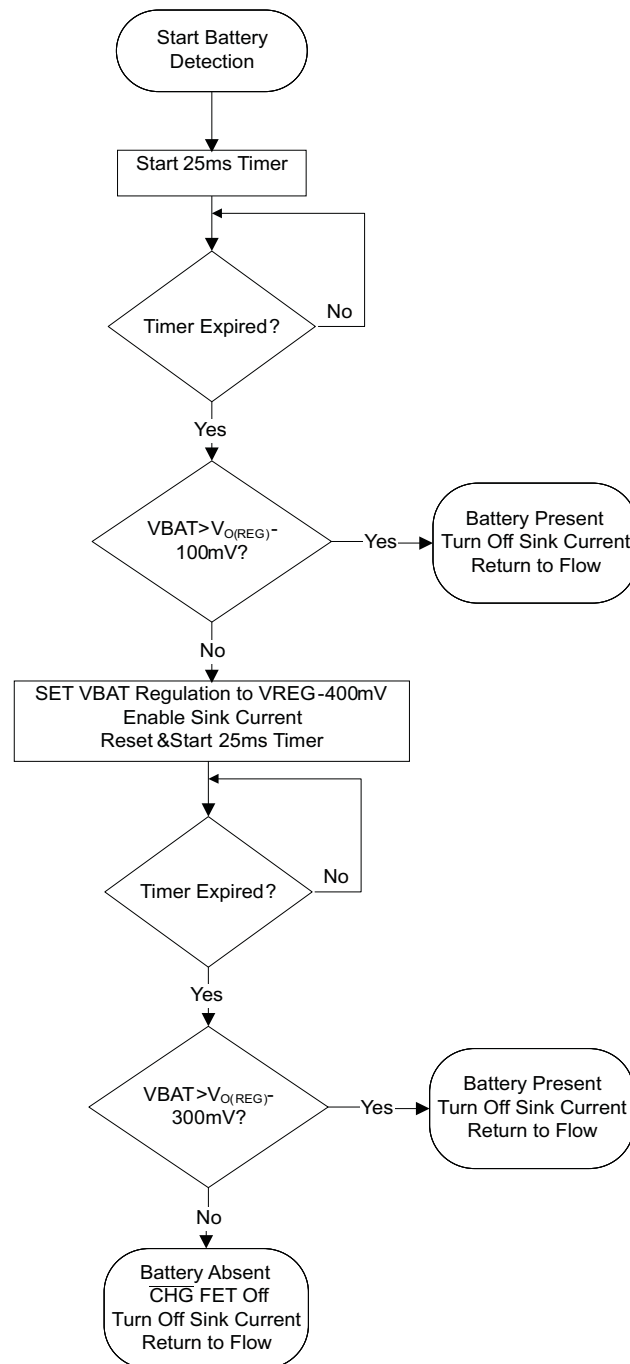 Start Battery
Detection
Start 25ms Timer
No
Timer Expired?
Yes
VBAT>VO(REG)-
100mV?
Yes
Battery Present
Turn Off Sink Current
Return to Flow
No
SET VBAT Regulation to VREG-400mV
Enable Sink Current
Reset &Start 25ms Timer
No
Timer Expired?
Yes
VBAT>VO(REG)-
300mV?
Yes
Battery Present
Turn Off Sink Current
Return to Flow
No
Battery Absent
C̅H̅G̅ FET Off
Turn Off Sink Current
Return to Flow